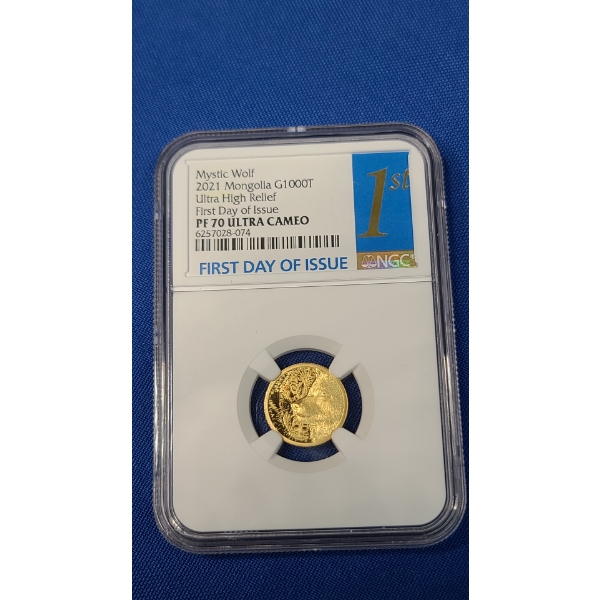 Mystic Wolf
2021 Mongolia G1000T
Ultra High Relief
First Day of Issue
PF 70 ULTRA CAMEO
6257028-074
FIRST DAY OF ISSUE
1st
NGC